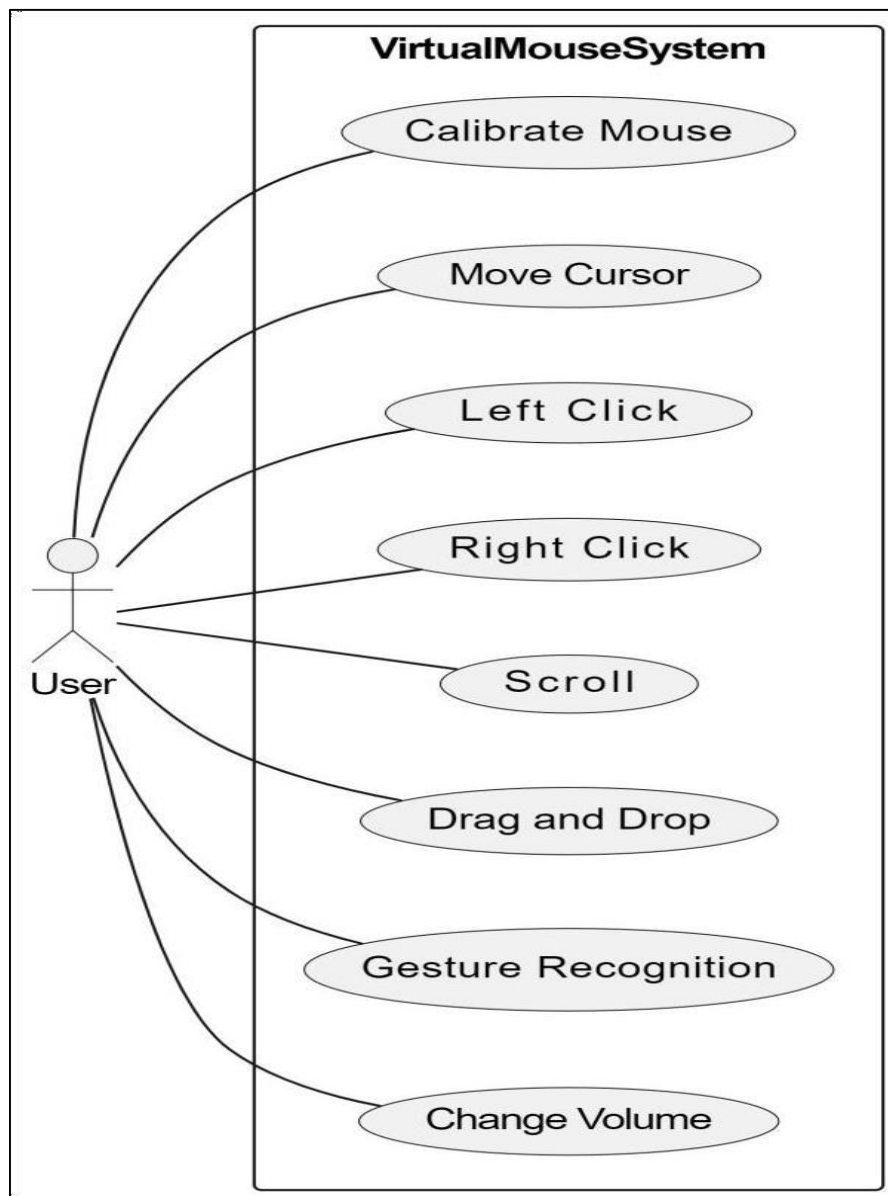 VirtualMouseSystem
Calibrate Mouse
Move Cursor
Left Click
Right Click
Scroll
User
Drag and Drop
Gesture Recognition
Change Volume